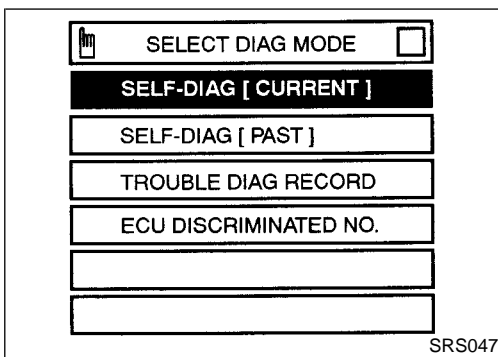 SELECT DIAG MODE
SELF-DIAG [ CURRENT ]
SELF-DIAG [ PAST ]
TROUBLE DIAG RECORD
ECU DISCRIMINATED NO.
SRS047